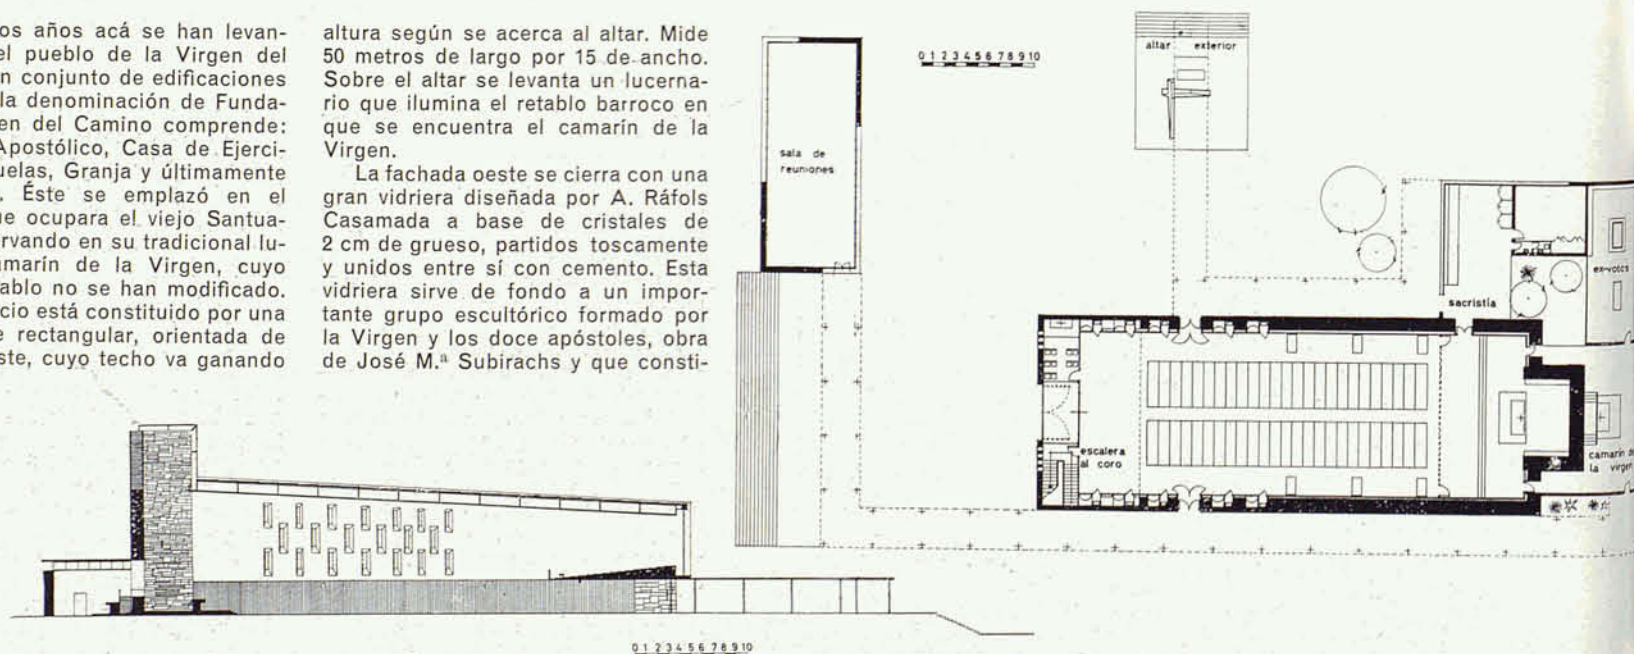 os años acá se han levan-
el pueblo de la Virgen del
n conjunto de edificaciones
la denominación de Funda-
en del Camino comprende:
Apostólico, Casa de Ejerci-
uelas, Granja y últimamente
. Éste se emplazó en el
ue ocupara el viejo Santua-
rvando en su tradicional lu-
marín de la Virgen, cuyo
ablo no se han modificado.
cio está constituido por una
e rectangular, orientada de
ste, cuyo techo va ganando
altura según se acerca al altar. Mide
50 metros de largo por 15 de ancho.
Sobre el altar se levanta un lucerna-
rio que ilumina el retablo barroco en
que se encuentra el camarín de la
Virgen.
La fachada oeste se cierra con una
gran vidriera diseñada por A. Ráfols
Casamada a base de cristales de
2 cm de grueso, partidos toscamente
y unidos entre sí con cemento. Esta
vidriera sirve de fondo a un impor-
tante grupo escultórico formado por
la Virgen y los doce apóstoles, obra
de José M.ª Subirachs y que consti-
0 1 2 3 4 5 6 7 8 9 10
altar exterior
sala de
reuniones
sacristía
ex-votos
escalera
al coro
camarín de
la virgen
0 1 2 3 4 5 6 7 8 9 10